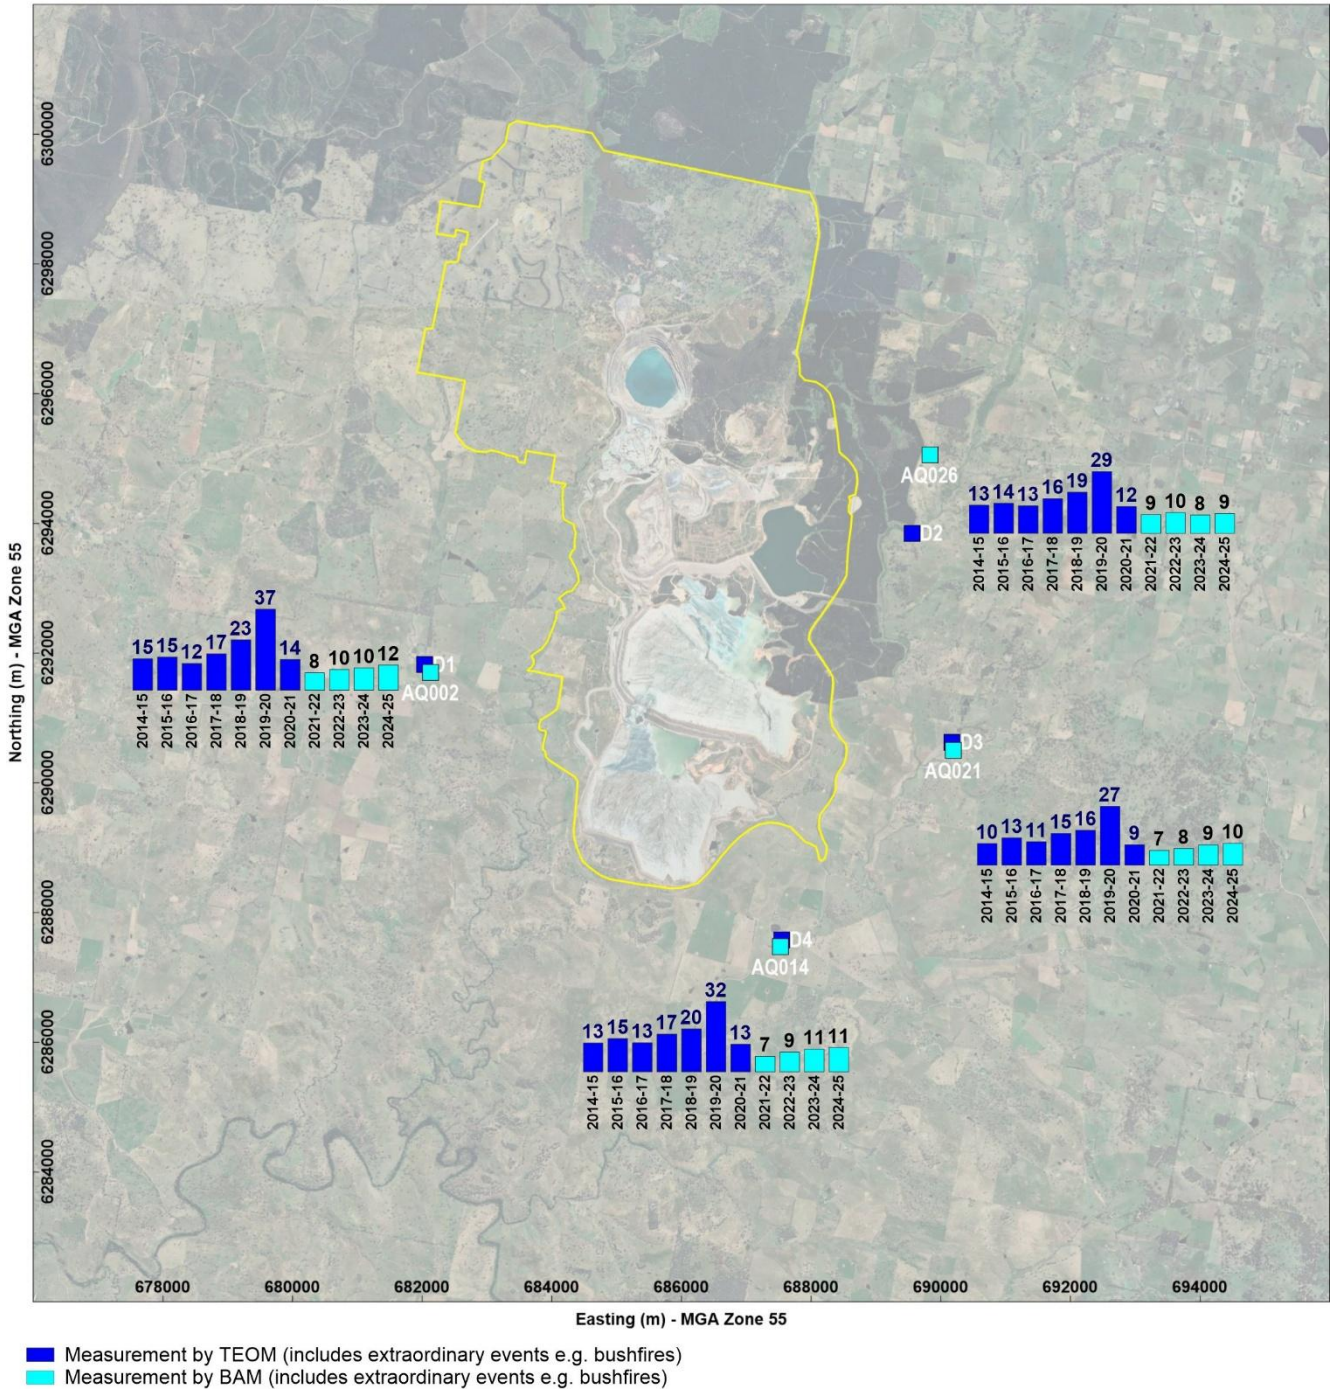 6300000
6298000
6296000
6294000
6292000
6290000
6288000
6286000
6284000
Northing (m) - MGA Zone 55
AQ026
D2
13 14 13 16 19 29 12 9 10 8 9
2014-15 2015-16 2016-17 2017-18 2018-19 2019-20 2020-21 2021-22 2022-23 2023-24 2024-25
15 15 12 17 23 37 14 8 10 10 12
2014-15 2015-16 2016-17 2017-18 2018-19 2019-20 2020-21 2021-22 2022-23 2023-24 2024-25
D1
AQ002
D3
AQ021
10 13 11 15 16 27 9 7 8 9 10
2014-15 2015-16 2016-17 2017-18 2018-19 2019-20 2020-21 2021-22 2022-23 2023-24 2024-25
D4
AQ014
13 15 13 17 20 32 13 7 9 11 11
2014-15 2015-16 2016-17 2017-18 2018-19 2019-20 2020-21 2021-22 2022-23 2023-24 2024-25
678000 680000 682000 684000 686000 688000 690000 692000 694000
Easting (m) - MGA Zone 55
Measurement by TEOM (includes extraordinary events e.g. bushfires)
Measurement by BAM (includes extraordinary events e.g. bushfires)